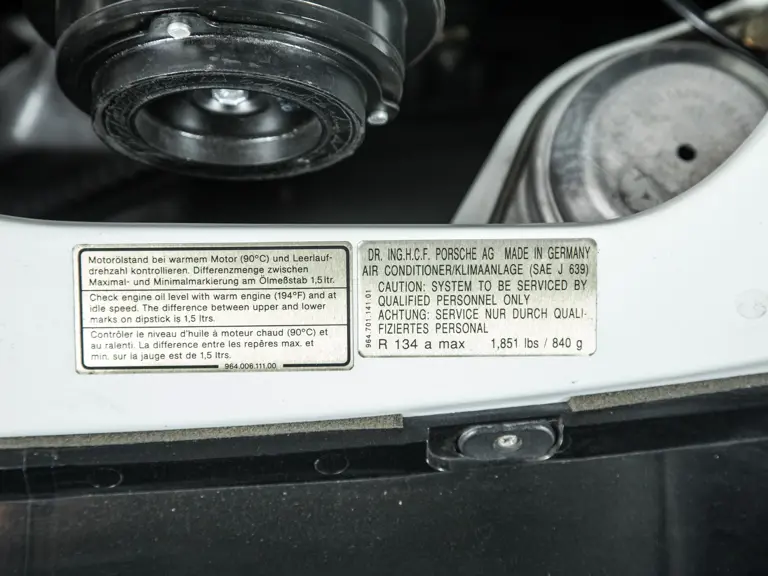 Motorölstand bei warmem Motor (90°C) und Leerlauf-
drehzahl kontrollieren. Differenzmenge zwischen
Maximal- und Minimalmarkierung am Ölmeßstab 1,5 ltr.
Check engine oil level with warm engine (194°F) and at
idle speed. The difference between upper and lower
marks on dipstick is 1,5 ltrs.
Contrôler le niveau d'huile à moteur chaud (90°C) et
au ralenti. La différence entre les repères max. et
min. sur la jauge est de 1,5 ltrs.
964.006.111.00
DR. ING.H.C.F. PORSCHE AG MADE IN GERMANY
AIR CONDITIONER/KLIMAANLAGE (SAE J 639)
CAUTION: SYSTEM TO BE SERVICED BY
QUALIFIED PERSONNEL ONLY
ACHTUNG: SERVICE NUR DURCH QUALI-
FIZIERTES PERSONAL
R 134 a max 1,851 lbs / 840 g
964.701.141.01